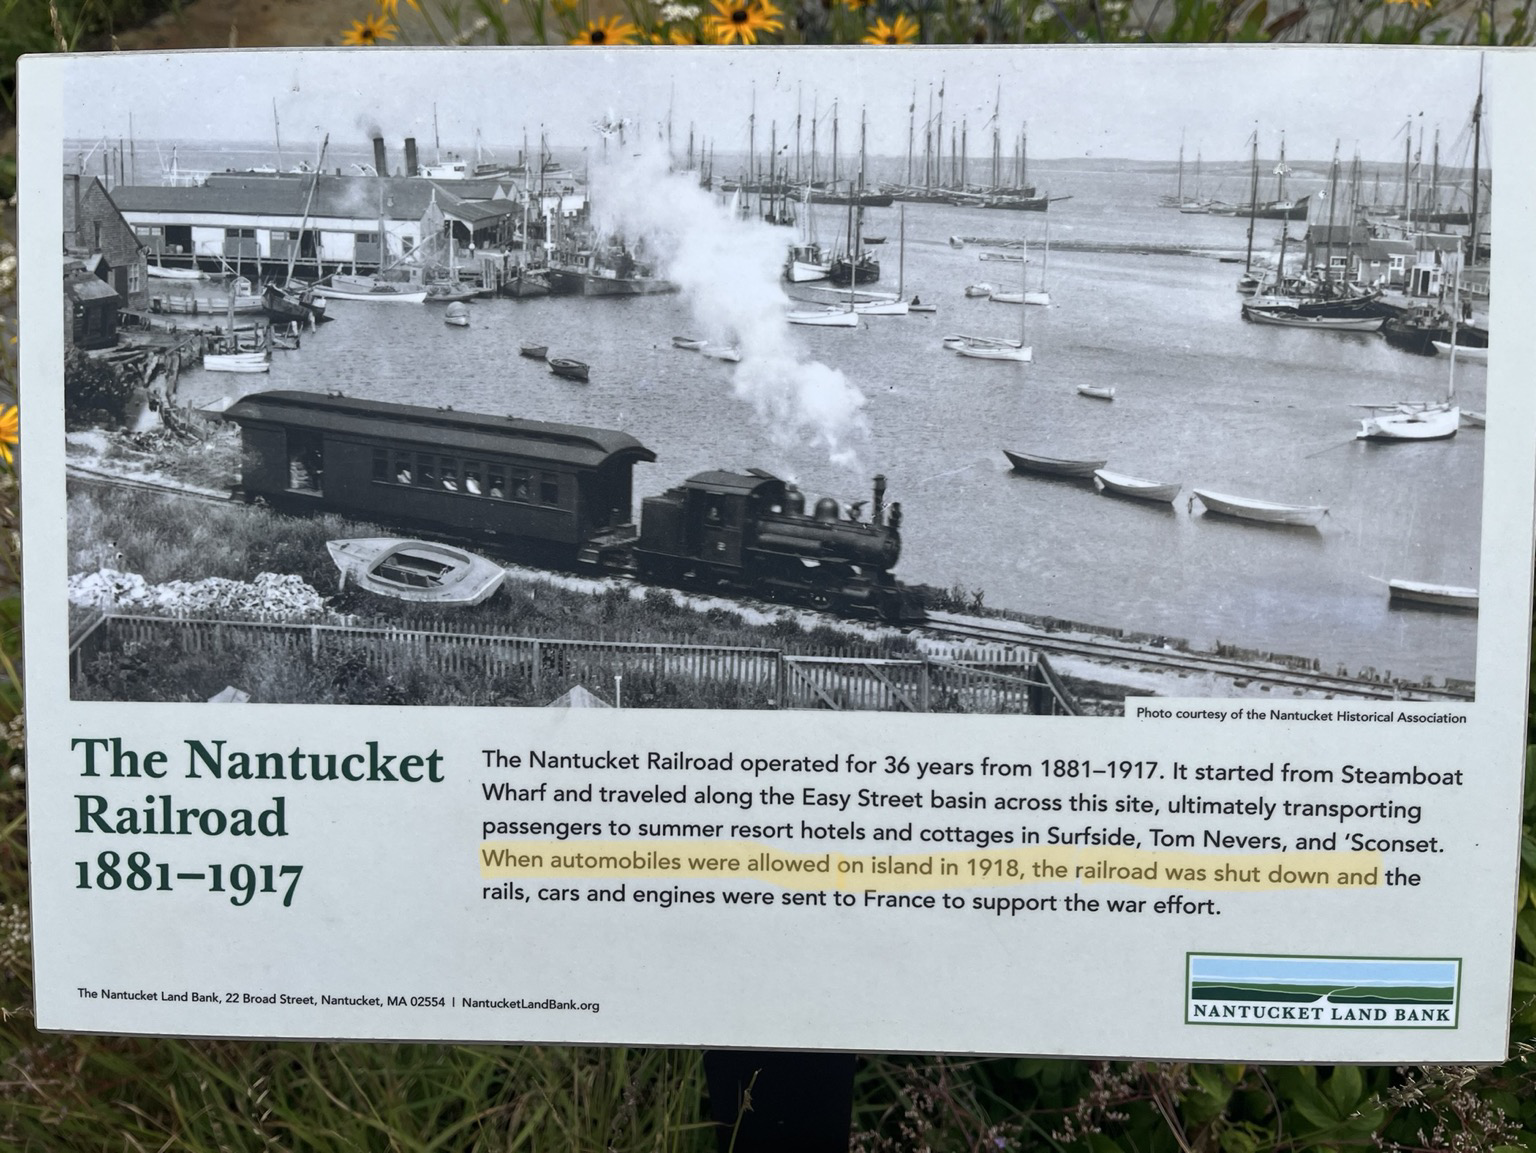 Photo courtesy of the Nantucket Historical Association
The Nantucket
Railroad
1881–1917
The Nantucket Railroad operated for 36 years from 1881–1917. It started from Steamboat
Wharf and traveled along the Easy Street basin across this site, ultimately transporting
passengers to summer resort hotels and cottages in Surfside, Tom Nevers, and ‘Sconset.
When automobiles were allowed on island in 1918, the railroad was shut down and the
rails, cars and engines were sent to France to support the war effort.
The Nantucket Land Bank, 22 Broad Street, Nantucket, MA 02554 | NantucketLandBank.org
NANTUCKET LAND BANK